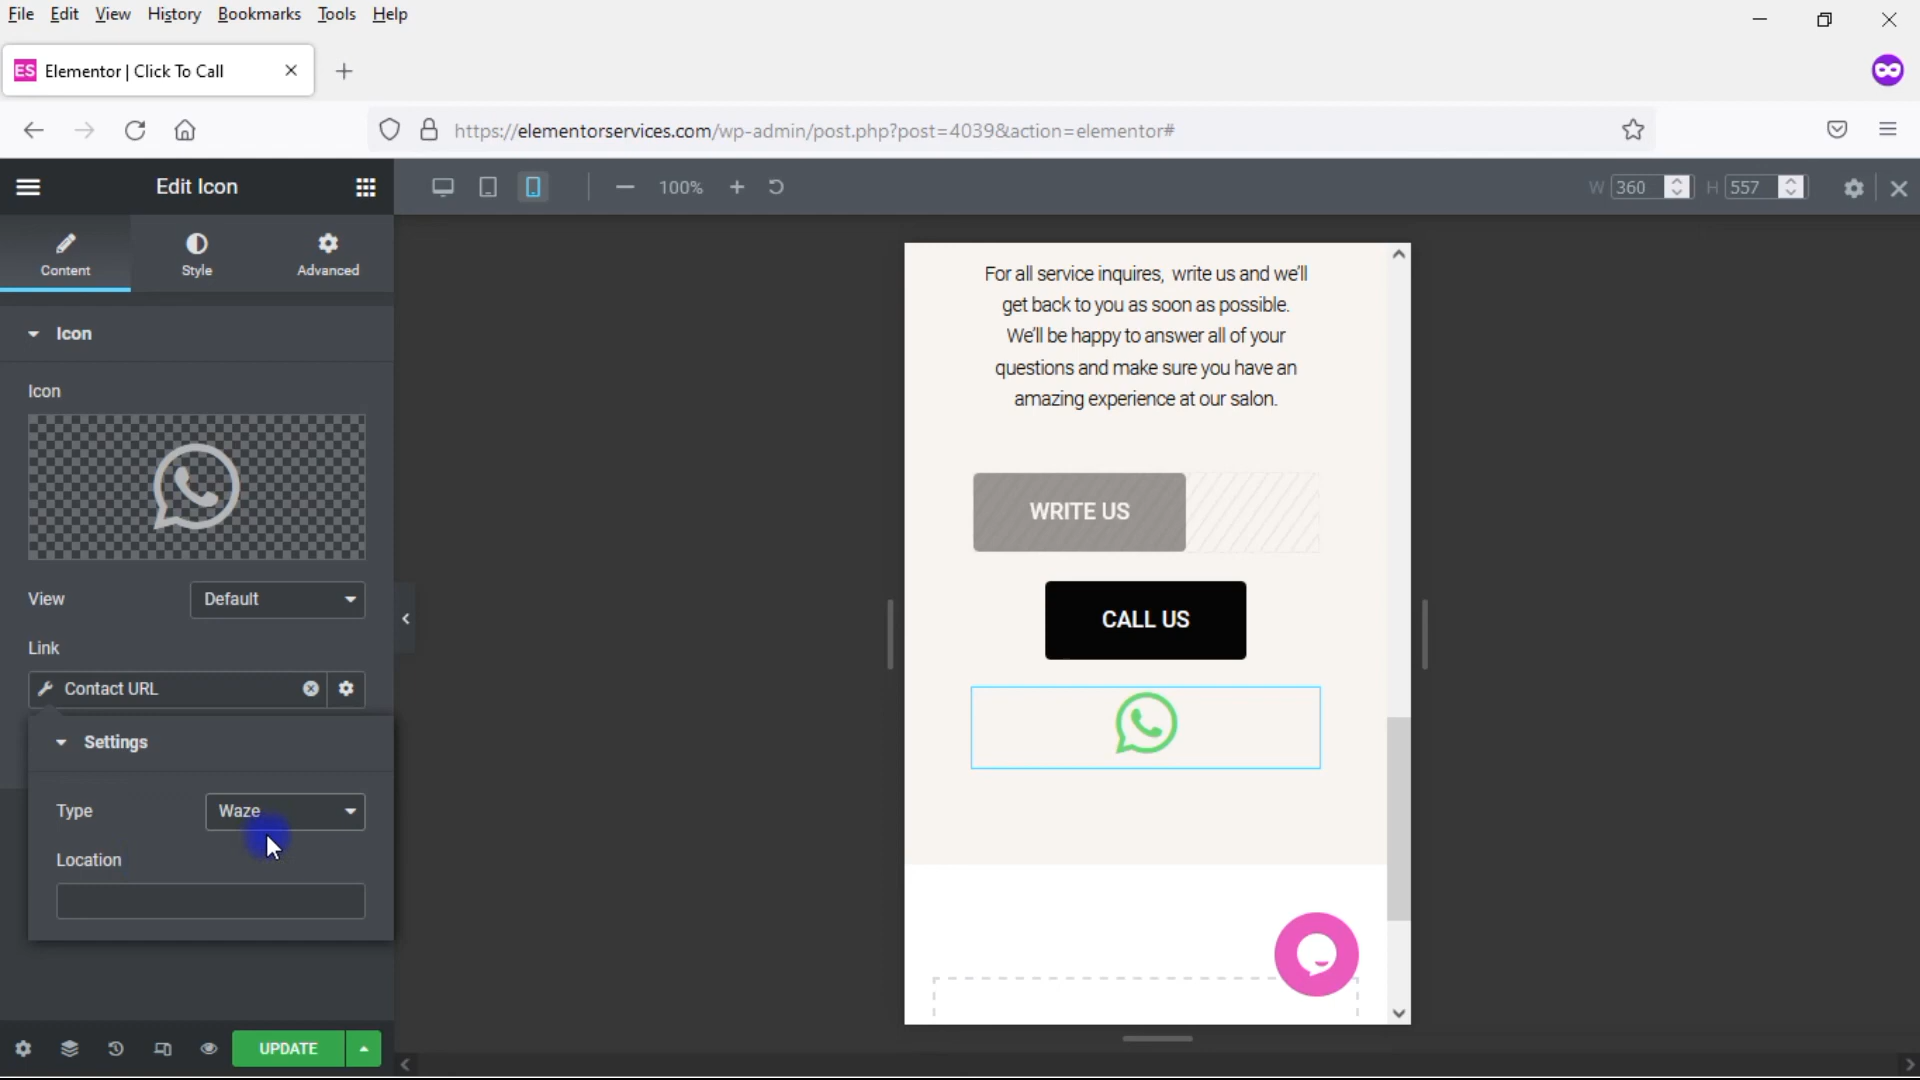 File Edit View History Bookmarks Tools Help
ES Elementor | Click To Call
https://elementorservices.com/wp-admin/post.php?post=4039&action=elementor#
Edit Icon
100%
W 360 H 557
Content Style Advanced
Icon
Icon
View Default
Link
Contact URL
Settings
Type Waze
Location
UPDATE
For all service inquires, write us and we'll
get back to you as soon as possible.
We'll be happy to answer all of your
questions and make sure you have an
amazing experience at our salon.
WRITE US
CALL US